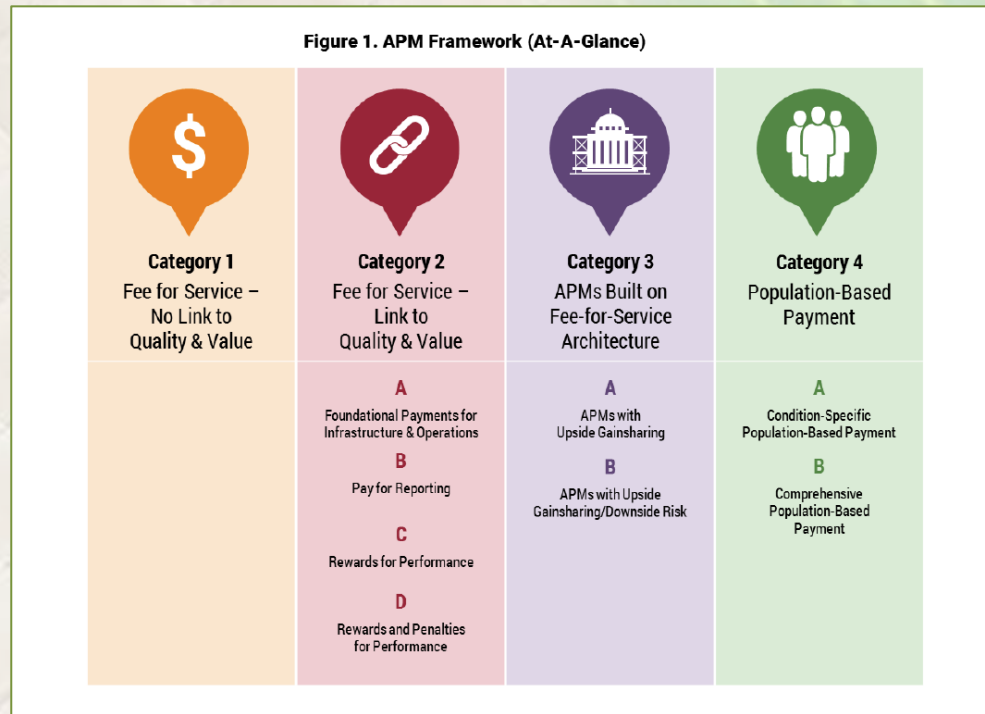 Figure 1. APM Framework (At-A-Glance)
$
Category 1
Fee for Service –
No Link to
Quality & Value
Category 2
Fee for Service –
Link to
Quality & Value
A
Foundational Payments for
Infrastructure & Operations
B
Pay for Reporting
C
Rewards for Performance
D
Rewards and Penalties
for Performance
Category 3
APMs Built on
Fee-for-Service
Architecture
A
APMs with
Upside Gainsharing
B
APMs with Upside
Gainsharing/Downside Risk
Category 4
Population-Based
Payment
A
Condition-Specific
Population-Based Payment
B
Comprehensive
Population-Based
Payment